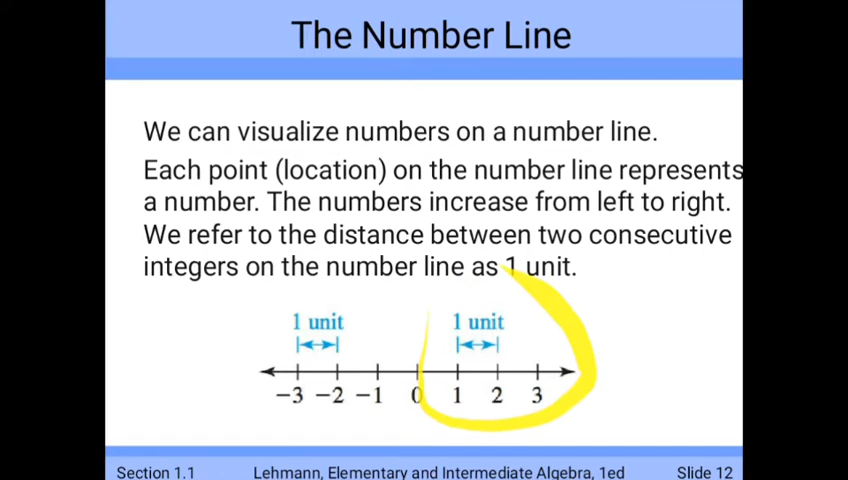 The Number Line
We can visualize numbers on a number line.
Each point (location) on the number line represents
a number. The numbers increase from left to right.
We refer to the distance between two consecutive
integers on the number line as 1 unit.
1 unit 1 unit
−3 −2 −1 0 1 2 3
Section 1.1 Lehmann, Elementary and Intermediate Algebra, 1ed Slide 12